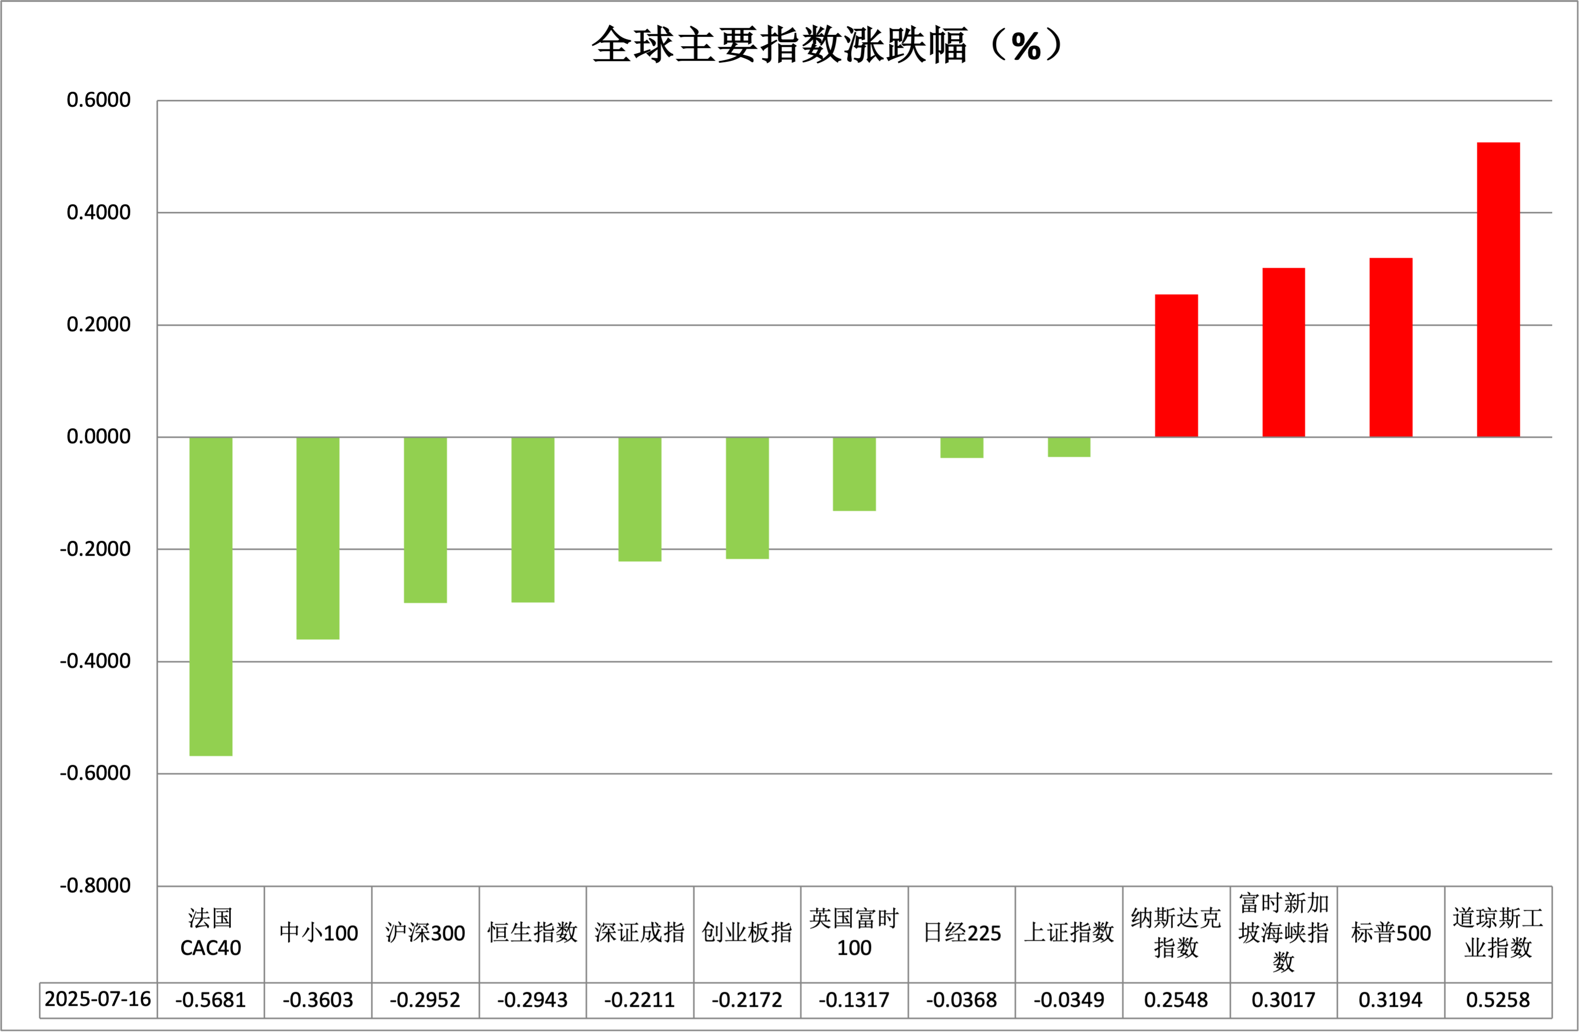 全球主要指数涨跌幅（%）
0.6000
0.4000
0.2000
0.0000
-0.2000
-0.4000
-0.6000
-0.8000
法国
CAC40
中小100
沪深300
恒生指数
深证成指
创业板指
英国富时
100
日经225
上证指数
纳斯达克
指数
富时新加
坡海峡指
数
标普500
道琼斯工
业指数
2025-07-16 -0.5681 -0.3603 -0.2952 -0.2943 -0.2211 -0.2172 -0.1317 -0.0368 -0.0349 0.2548 0.3017 0.3194 0.5258